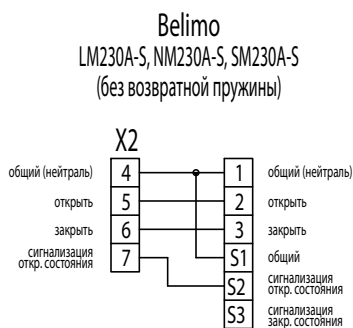 Belimo
LM230A-S, NM230A-S, SM230A-S
(без возвратной пружины)
X2
общий (нейтраль) 4 1 общий (нейтраль)
открыть 5 2 открыть
закрыть 6 3 закрыть
сигнализация
откр. состояния 7 S1 общий
S2 сигнализация
откр. состояния
S3 сигнализация
закр. состояния